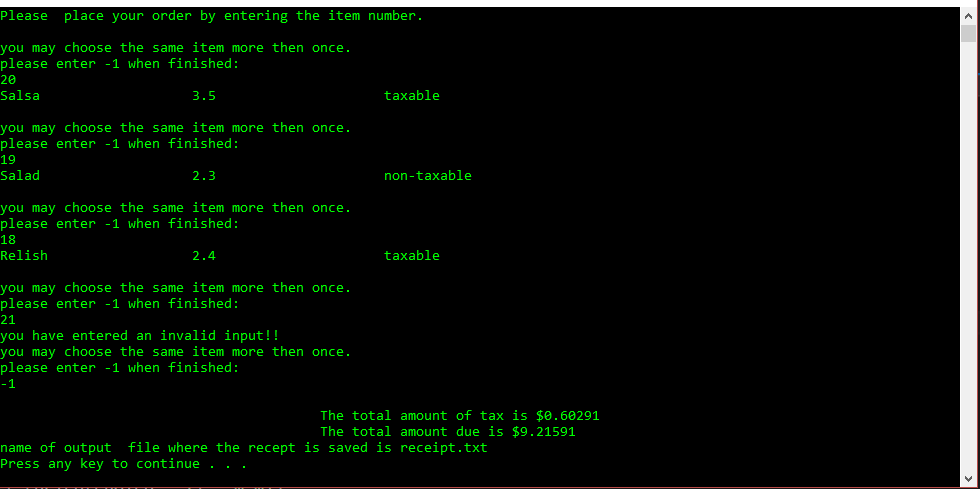 Please  place your order by entering the item number.
you may choose the same item more then once.
please enter -1 when finished:
20
Salsa                   3.5                     taxable
you may choose the same item more then once.
please enter -1 when finished:
19
Salad                   2.3                     non-taxable
you may choose the same item more then once.
please enter -1 when finished:
18
Relish                  2.4                     taxable
you may choose the same item more then once.
please enter -1 when finished:
21
you have entered an invalid input!!
you may choose the same item more then once.
please enter -1 when finished:
-1
The total amount of tax is $0.60291
The total amount due is $9.21591
name of output  file where the recept is saved is receipt.txt
Press any key to continue . . .